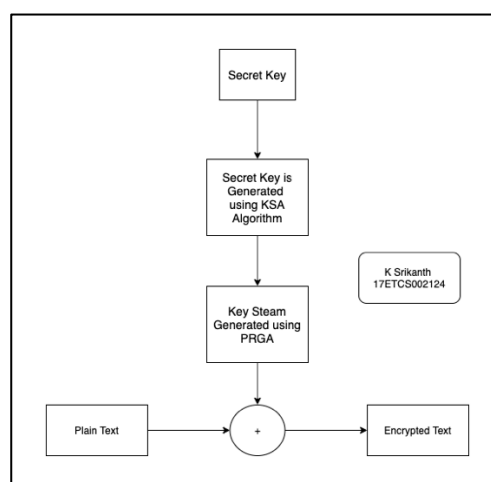 Secret Key
Secret Key is
Generated
using KSA
Algorithm
K Srikanth
17ETCS002124
Key Steam
Generated using
PRGA
Plain Text
+
Encrypted Text